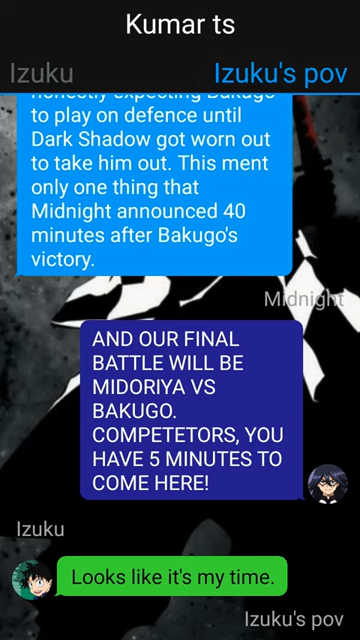 Kumar ts
Izuku
Izuku's pov
honestly expecting Bakugo
to play on defence until
Dark Shadow got worn out
to take him out. This ment
only one thing that
Midnight announced 40
minutes after Bakugo's
victory.
Midnight
AND OUR FINAL
BATTLE WILL BE
MIDORIYA VS
BAKUGO.
COMPETETORS, YOU
HAVE 5 MINUTES TO
COME HERE!
Izuku
Looks like it's my time.
Izuku's pov